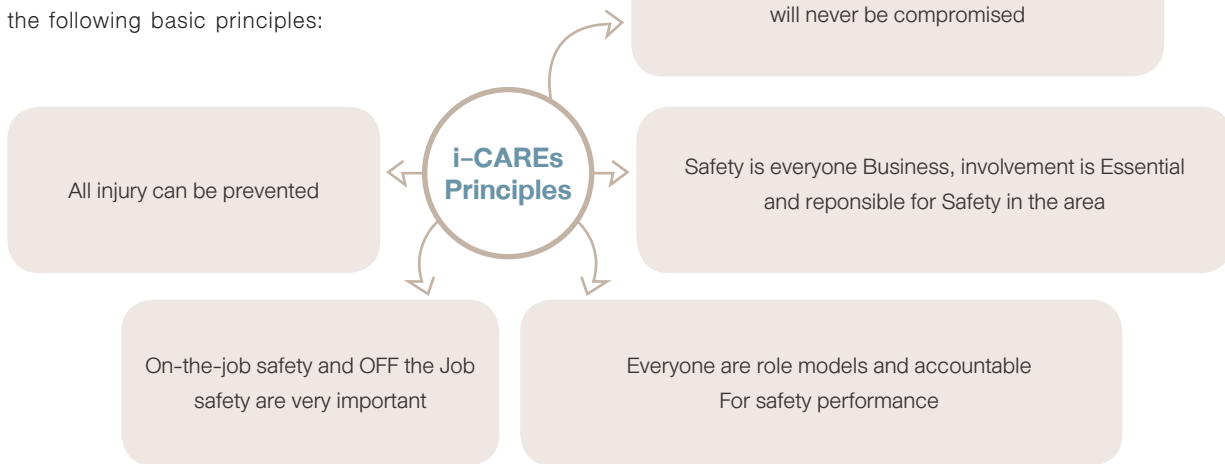 the following basic principles:
will never be compromised
i-CAREs
Principles
All injury can be prevented
Safety is everyone Business, involvement is Essential
and reponsible for Safety in the area
On-the-job safety and OFF the Job
safety are very important
Everyone are role models and accountable
For safety performance